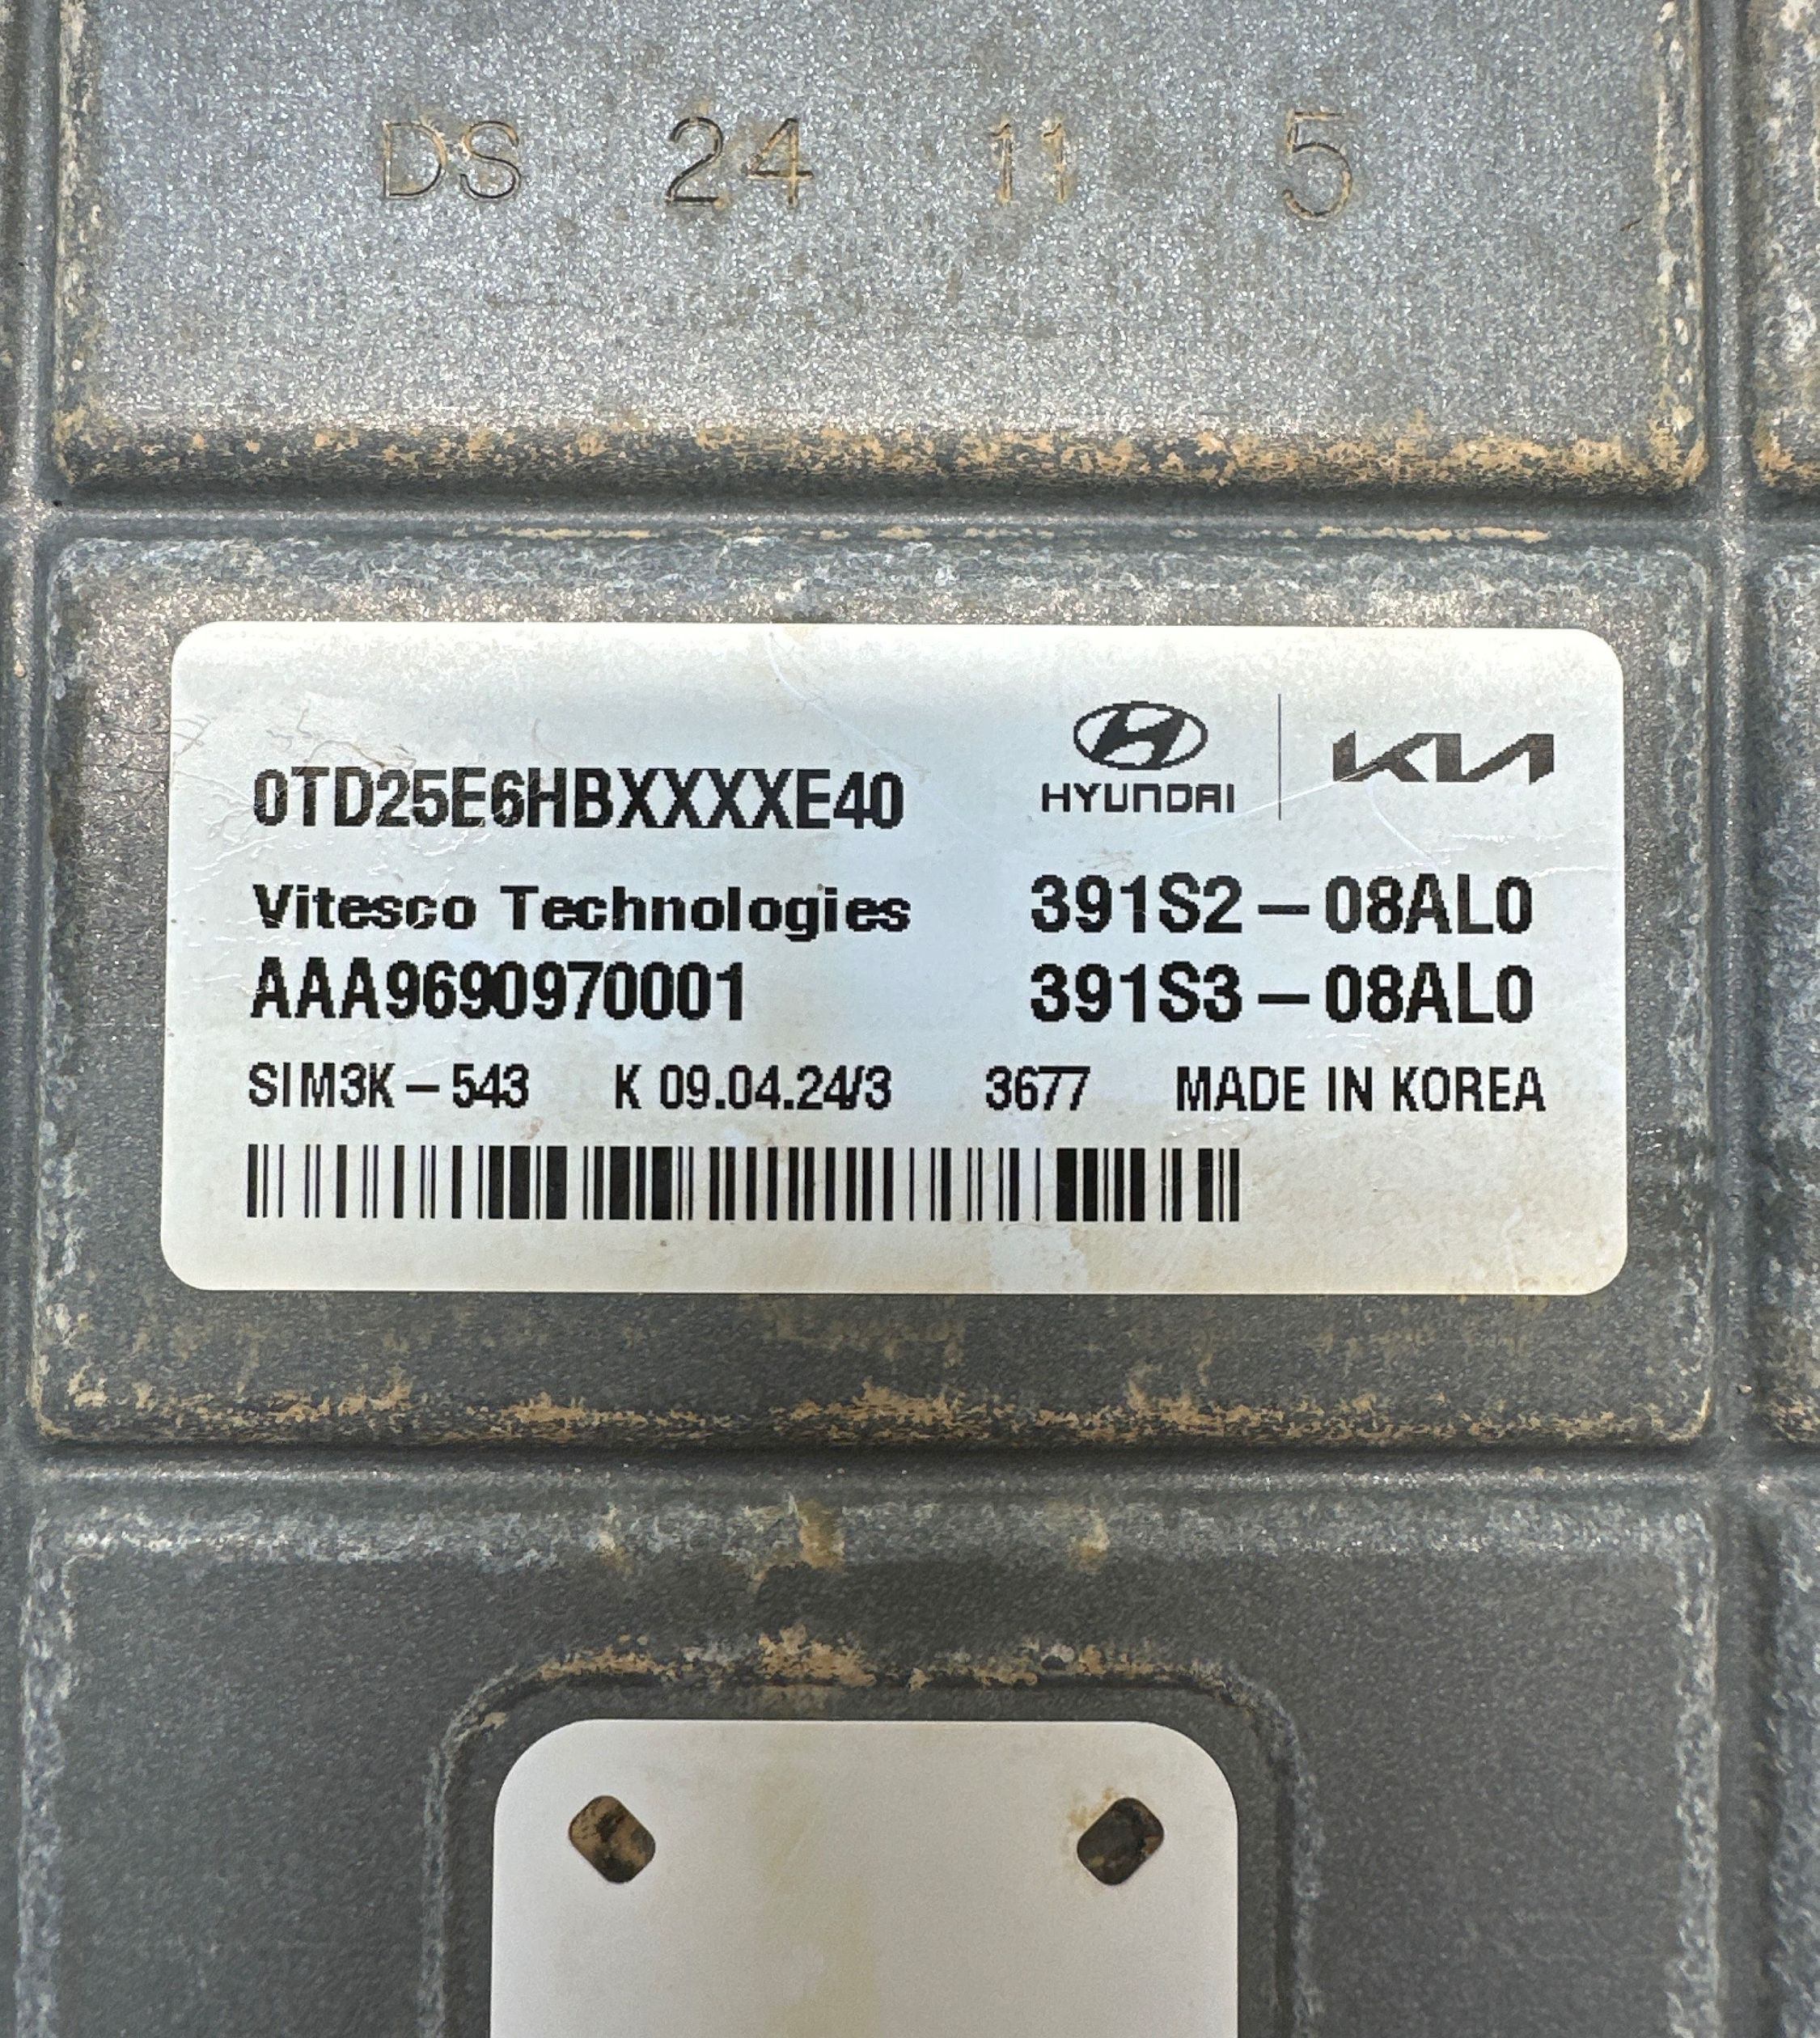 DS 24 11 5
HYUNDAI KIA
0TD25E6HBXXXXE40
Vitesco Technologies 391S2-08AL0
AAA9690970001 391S3-08AL0
SIM3K-543 K 09.04.24/3 3677 MADE IN KOREA